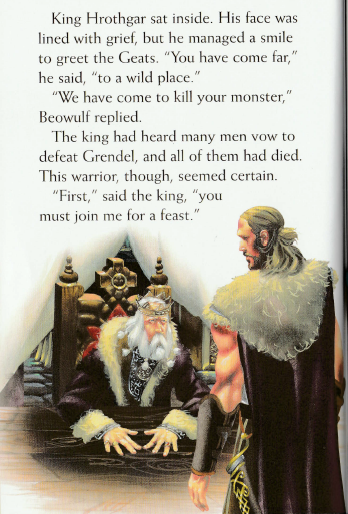 King Hrothgar sat inside. His face was
lined with grief, but he managed a smile
to greet the Geats. “You have come far,”
he said, “to a wild place.”
“We have come to kill your monster,”
Beowulf replied.
The king had heard many men vow to
defeat Grendel, and all of them had died.
This warrior, though, seemed certain.
“First,” said the king, “you
must join me for a feast.”